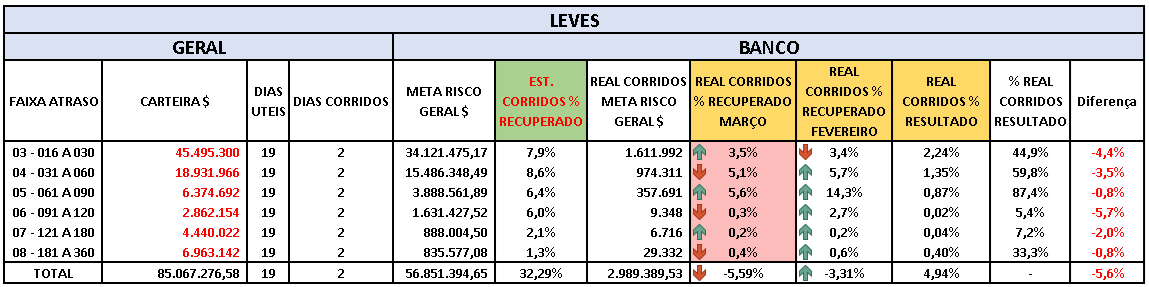 LEVES
GERAL BANCO
FAIXA ATRASO CARTEIRA $ DIAS UTEIS DIAS CORRIDOS META RISCO GERAL $ EST. CORRIDOS % RECUPERADO REAL CORRIDOS META RISCO GERAL $ REAL CORRIDOS % RECUPERADO MARÇO REAL CORRIDOS % RECUPERADO FEVEREIRO REAL CORRIDOS % RESULTADO % REAL CORRIDOS RESULTADO Diferença
03 - 016 A 030 45.495.300 19 2 34.121.475,17 7,9% 1.611.992 3,5% 3,4% 2,24% 44,9% -4,4%
04 - 031 A 060 18.931.966 19 2 15.486.348,49 8,6% 974.311 5,1% 5,7% 1,35% 59,8% -3,5%
05 - 061 A 090 6.374.692 19 2 3.888.561,89 6,4% 357.691 5,6% 14,3% 0,87% 87,4% -0,8%
06 - 091 A 120 2.862.154 19 2 1.631.427,52 6,0% 9.348 0,3% 2,7% 0,02% 5,4% -5,7%
07 - 121 A 180 4.440.022 19 2 888.004,50 2,1% 6.716 0,2% 0,2% 0,04% 7,2% -2,0%
08 - 181 A 360 6.963.142 19 2 835.577,08 1,3% 29.332 0,4% 0,6% 0,40% 33,3% -0,8%
TOTAL 85.067.276,58 19 2 56.851.394,65 32,29% 2.989.389,53 -5,59% -3,31% 4,94% - -5,6%